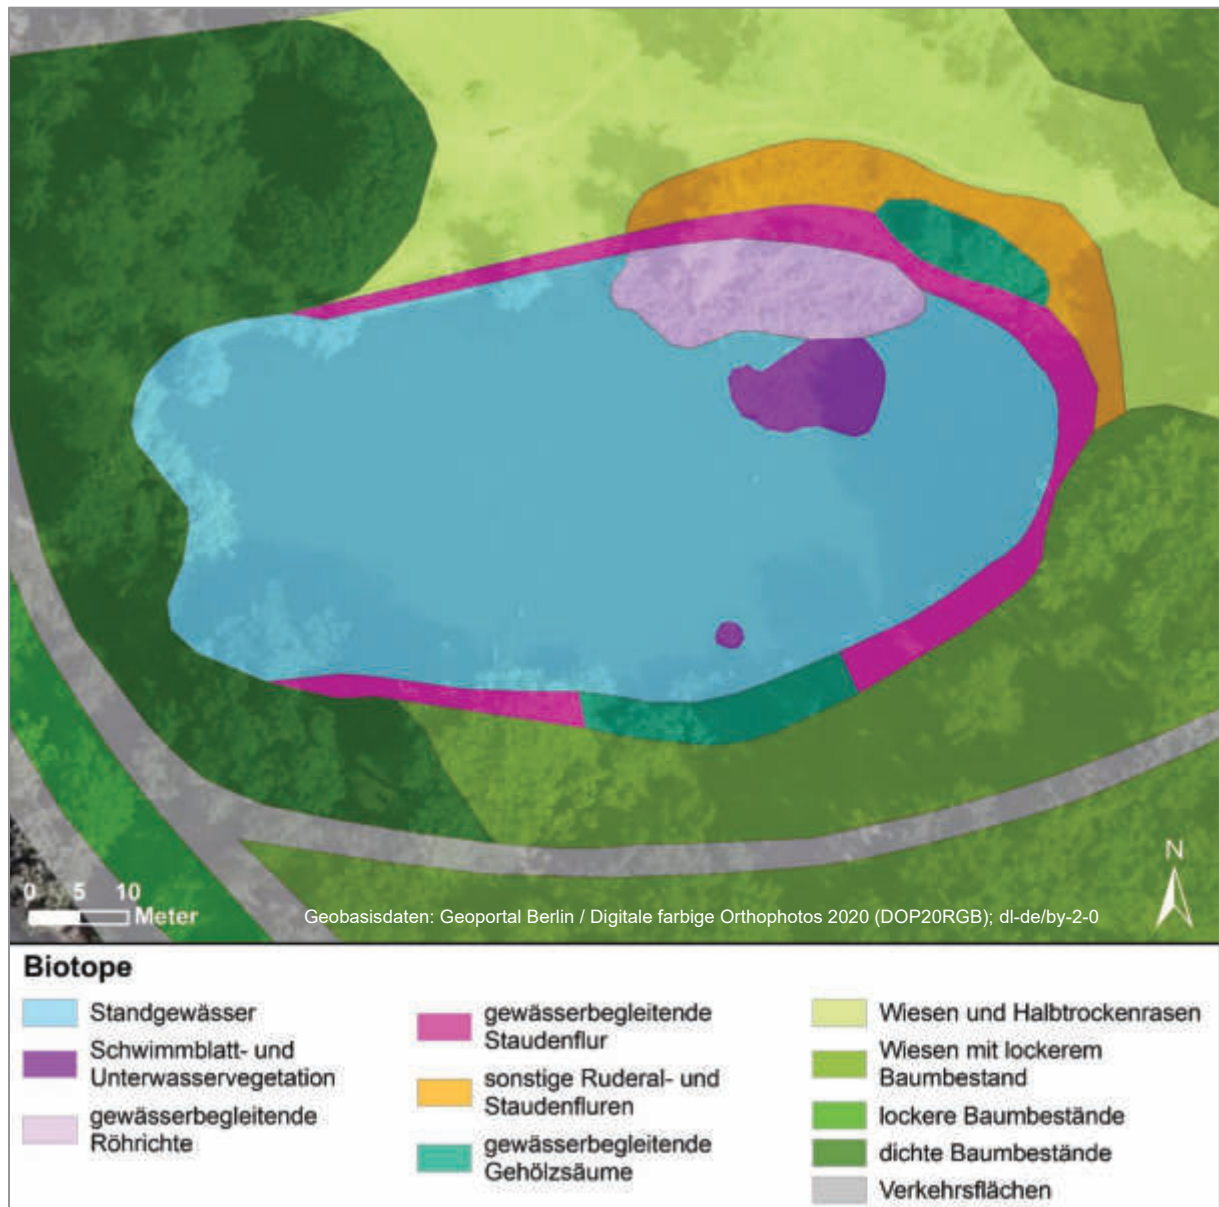 N
0 5 10
Meter
Geobasisdaten: Geoportal Berlin / Digitale farbige Orthophotos 2020 (DOP20RGB); dl-de/by-2-0
Biotope
Standgewässer
Schwimmblatt- und
Unterwasservegetation
gewässerbegleitende
Röhrichte
gewässerbegleitende
Staudenflur
sonstige Ruderal- und
Staudenfluren
gewässerbegleitende
Gehölzsäume
Wiesen und Halbtrockenrasen
Wiesen mit lockerem
Baumbestand
lockere Baumbestände
dichte Baumbestände
Verkehrsflächen